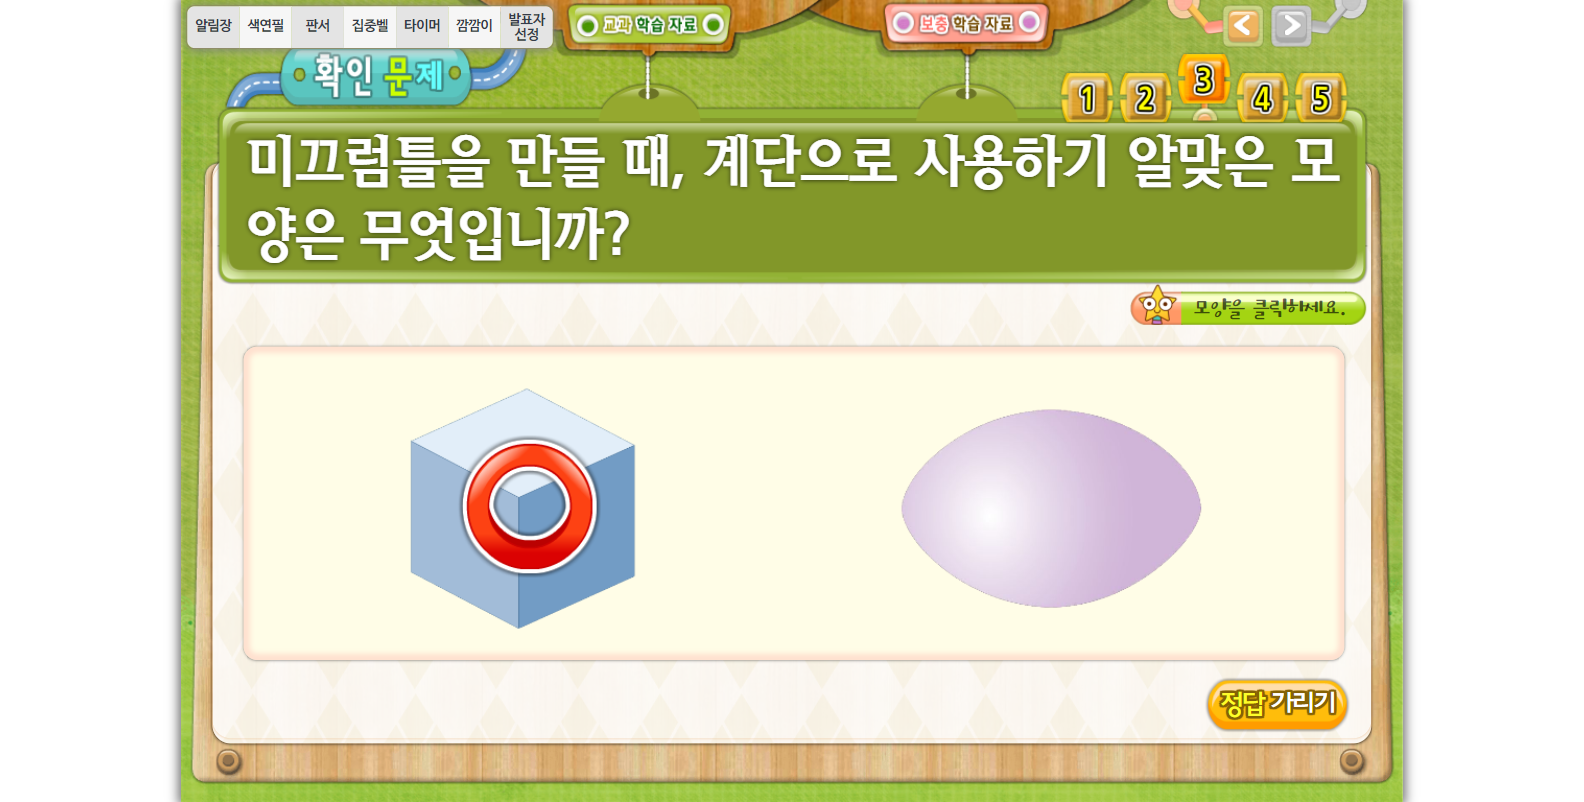 알림장 색연필 판서 집중벨 타이머 깜깜이 발표자
선정
교과 학습 자료
보충 학습 자료
확인 문제
1 2 3 4 5
미끄럼틀을 만들 때, 계단으로 사용하기 알맞은 모
양은 무엇입니까?
모양을 클릭하세요.
정답 가리기